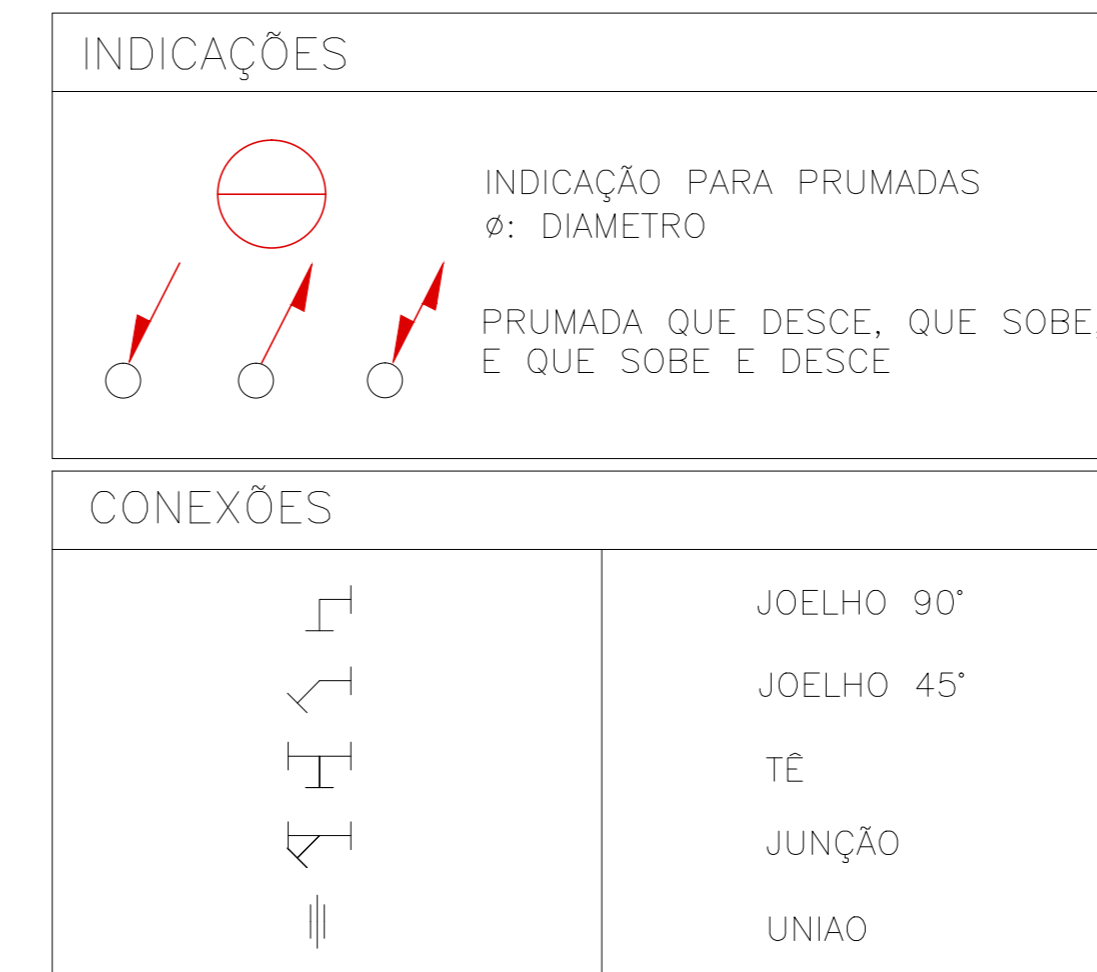 INDICAÇÕES
INDICAÇÃO PARA PRUMADAS
ø: DIAMETRO
PRUMADA QUE DESCE, QUE SOBE,
E QUE SOBE E DESCE
CONEXÕES
JOELHO 90°
JOELHO 45°
TÊ
JUNÇÃO
UNIAO